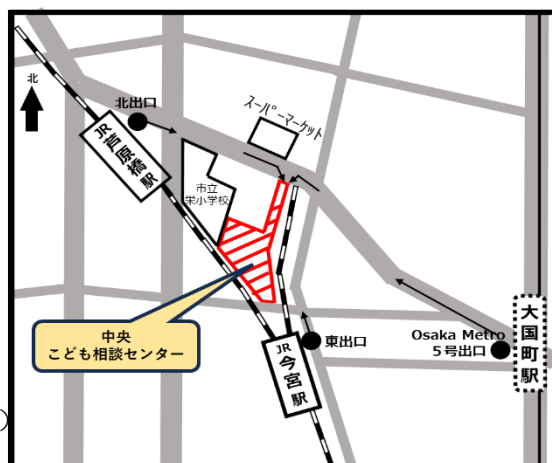 北
北出口
スーパーマーケット
JR
芦原橋駅
市立
栄小学校
中央
こども相談センター
JR
今宮駅
東出口
Osaka Metro
5号出口
大国町駅